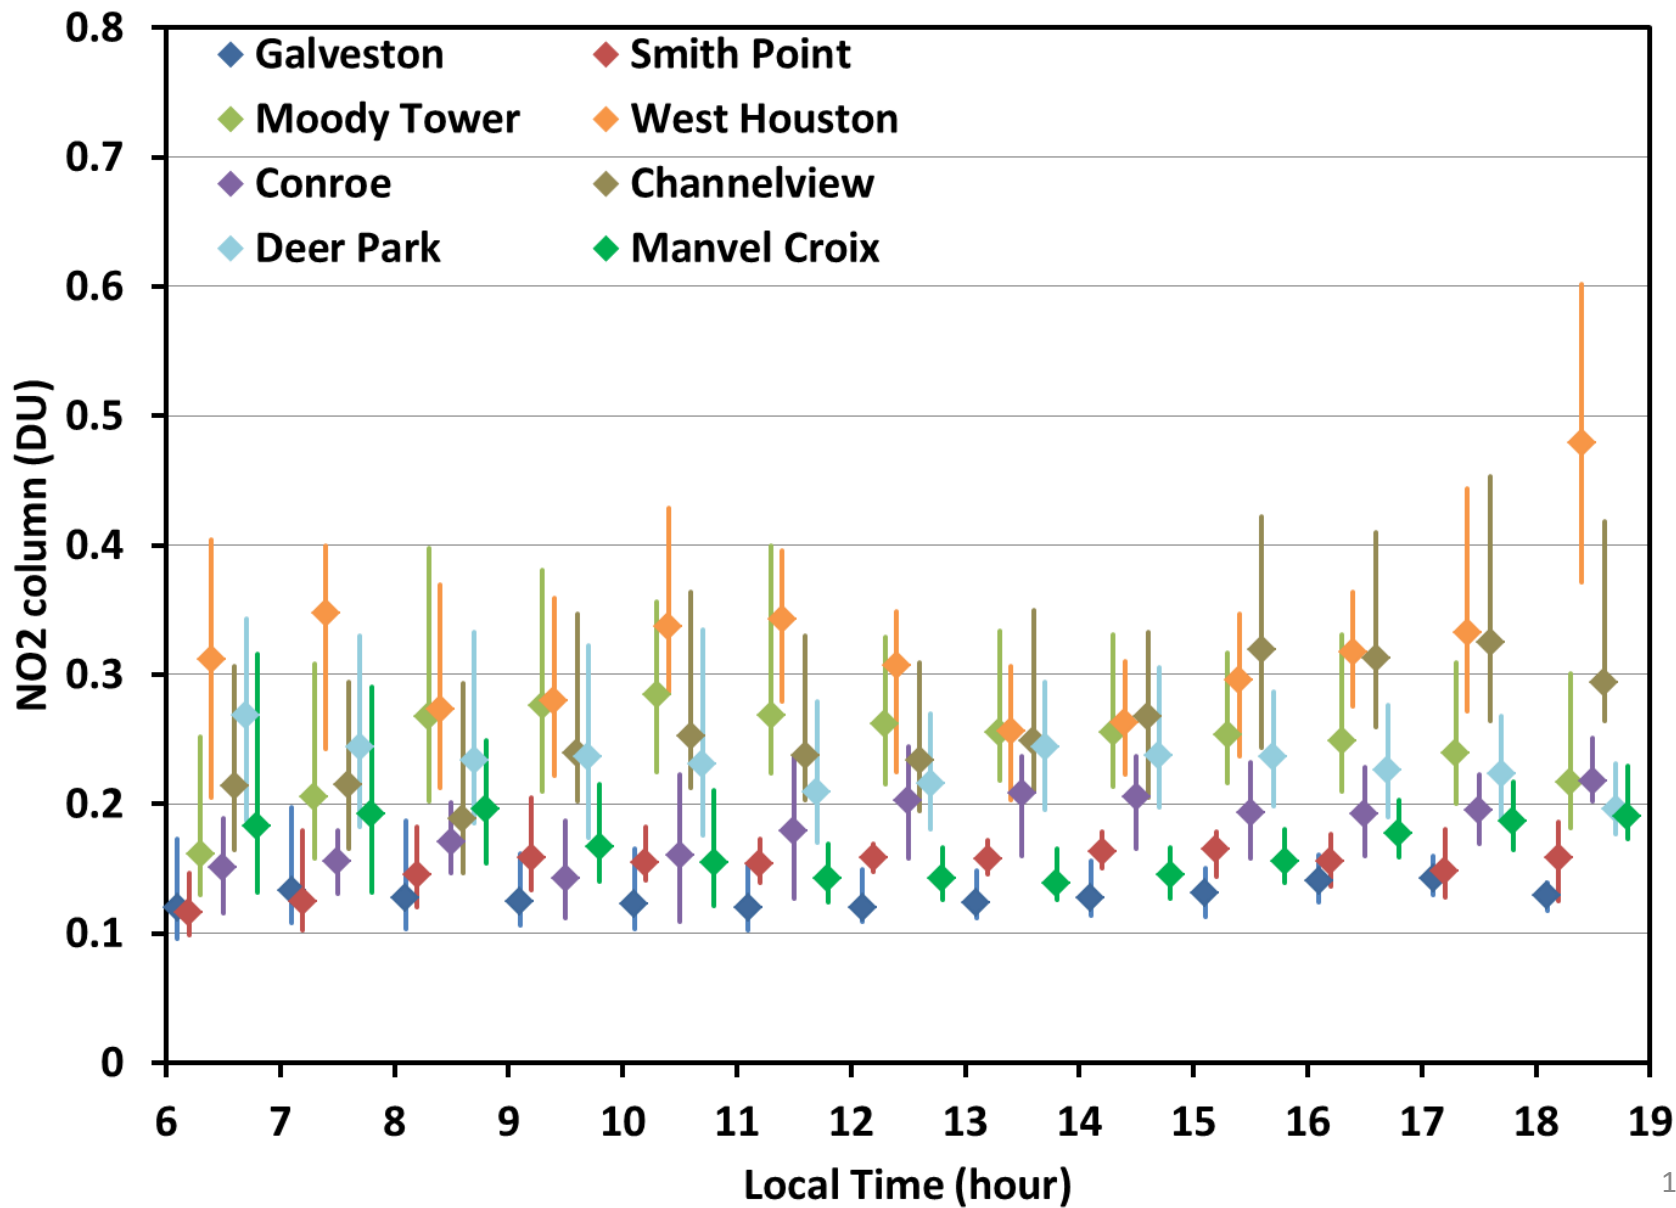 0.8
Galveston Smith Point
Moody Tower West Houston
0.7
Conroe Channelview
Deer Park Manvel Croix
0.6
0.5
0.4
0.3
0.2
0.1
0
NO2 column (DU)
6 7 8 9 10 11 12 13 14 15 16 17 18 19
Local Time (hour)
1